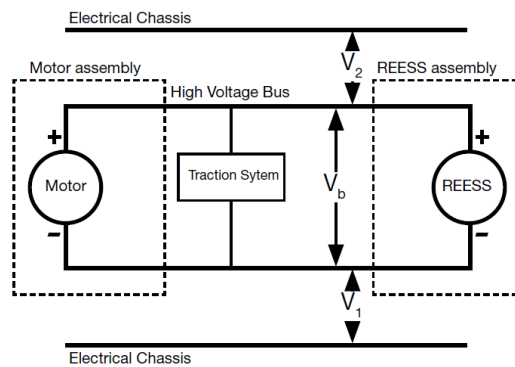 Electrical Chassis
Motor assembly
V2
REESS assembly
High Voltage Bus
+
+
Motor
Traction Sytem
Vb
REESS
–
–
V1
Electrical Chassis